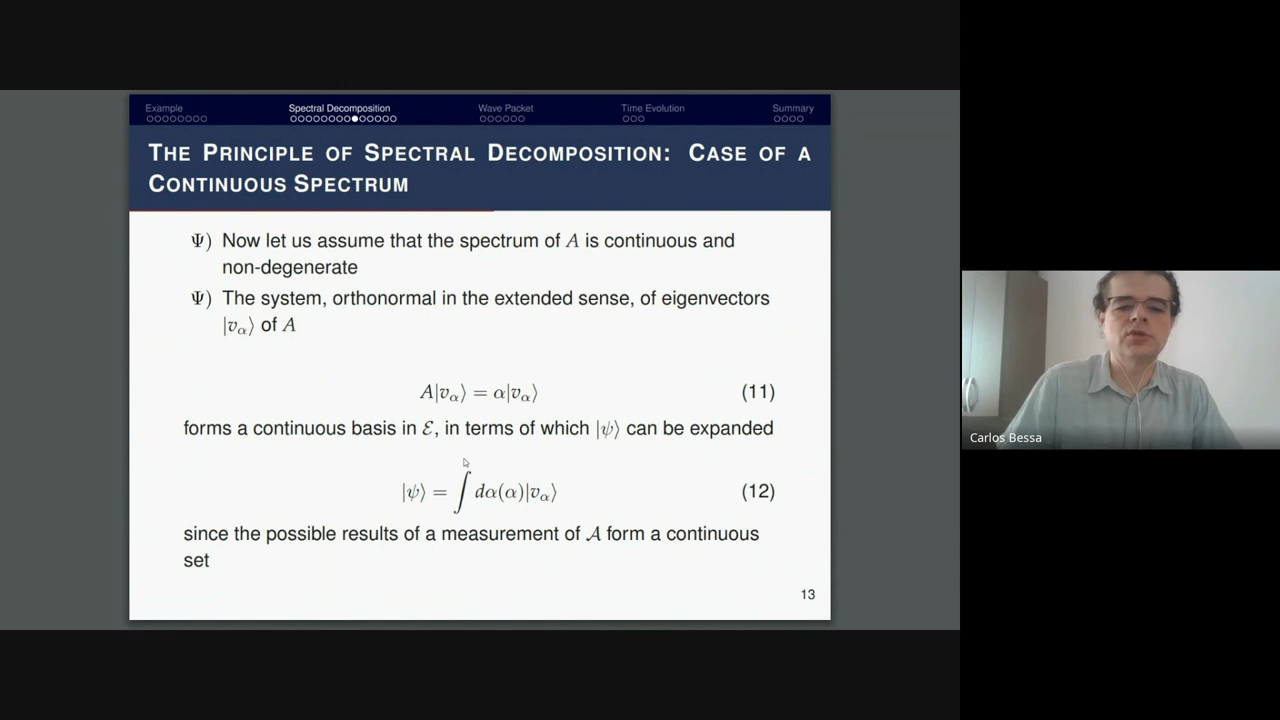 Example
Spectral Decomposition
Wave Packet
Time Evolution
Summary
THE PRINCIPLE OF SPECTRAL DECOMPOSITION: CASE OF A
CONTINUOUS SPECTRUM
Ψ) Now let us assume that the spectrum of A is continuous and
non-degenerate
Ψ) The system, orthonormal in the extended sense, of eigenvectors
|v_α⟩ of A
A|v_α⟩ = α|v_α⟩ (11)
forms a continuous basis in ℰ, in terms of which |ψ⟩ can be expanded
|ψ⟩ = ∫ dα(α)|v_α⟩ (12)
since the possible results of a measurement of 𝒜 form a continuous
set
13
Carlos Bessa